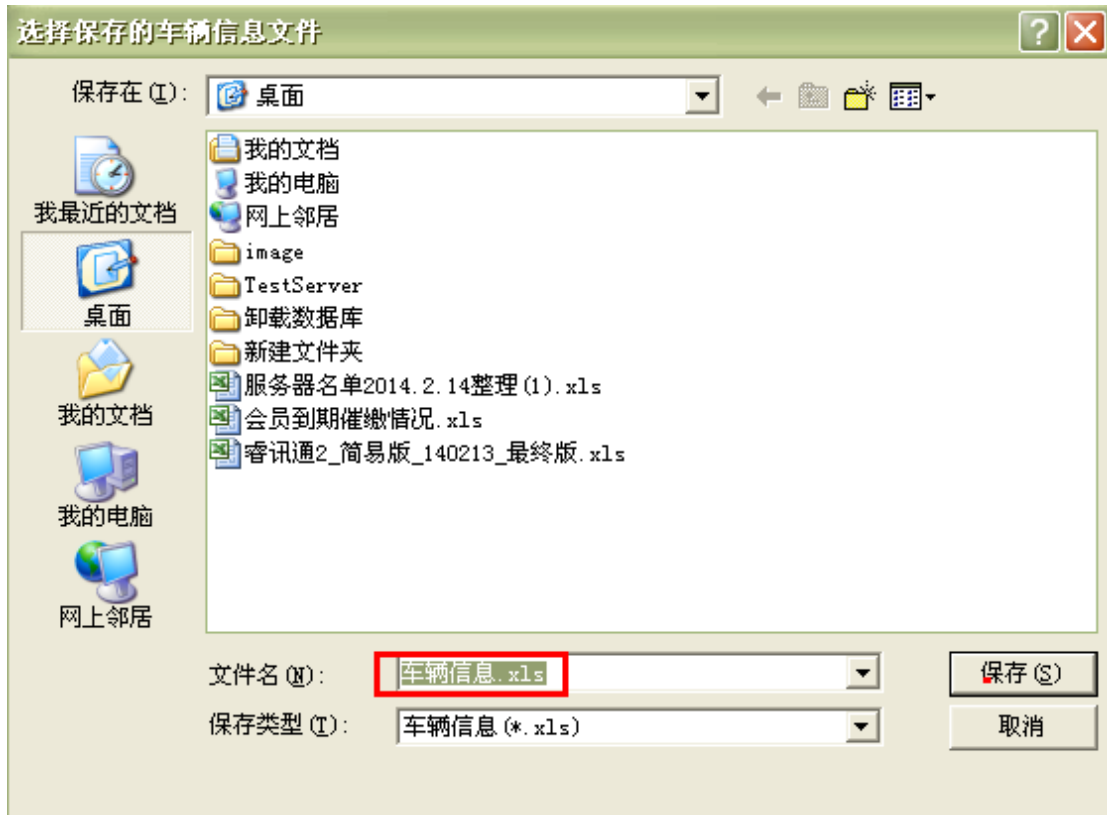 选择保存的车辆信息文件
保存在(I):
桌面
我最近的文档
桌面
我的文档
我的电脑
网上邻居
我的文档
我的电脑
网上邻居
image
TestServer
卸载数据库
新建文件夹
服务器名单2014.2.14整理(1).xls
会员到期催缴情况.xls
睿讯通2_简易版_140213_最终版.xls
文件名(N):
车辆信息.xls
保存(S)
保存类型(T):
车辆信息(*.xls)
取消